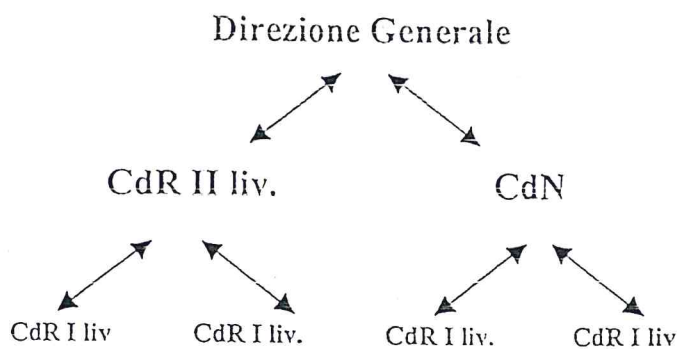 Direzione Generale
CdR II liv. CdN
CdR I liv CdR I liv. CdR I liv. CdR I liv